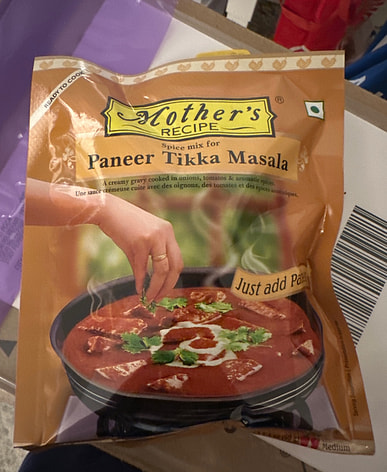 READY TO COOK
Mother's
RECIPE
®
Spice mix for
Paneer Tikka Masala
A creamy gravy cooked in onions, tomatoes & aromatic spices.
Une sauce crémeuse cuite avec des oignons, des tomates et des épices aromatiques.
Just add
Medium